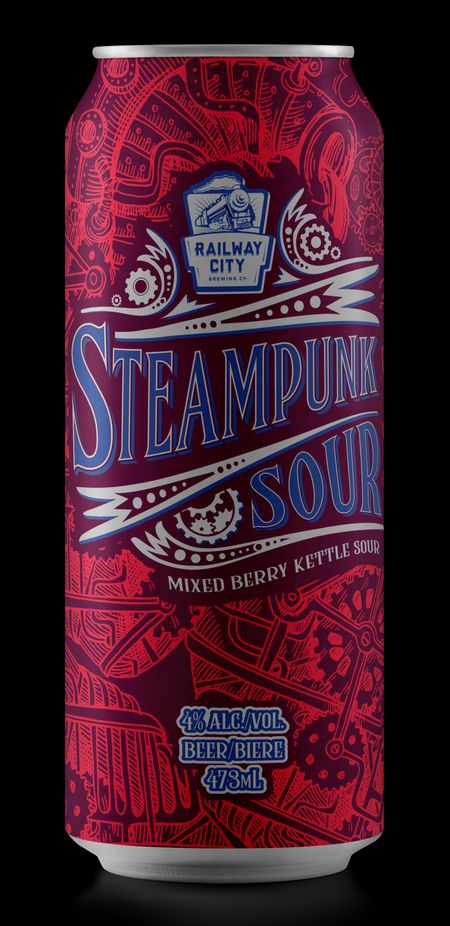 RAILWAY
CITY
BREWING Co.
STEAMPUNK
SOUR
MIXED BERRY KETTLE SOUR
4% ALC./VOL.
BEER/BIERE
473mL